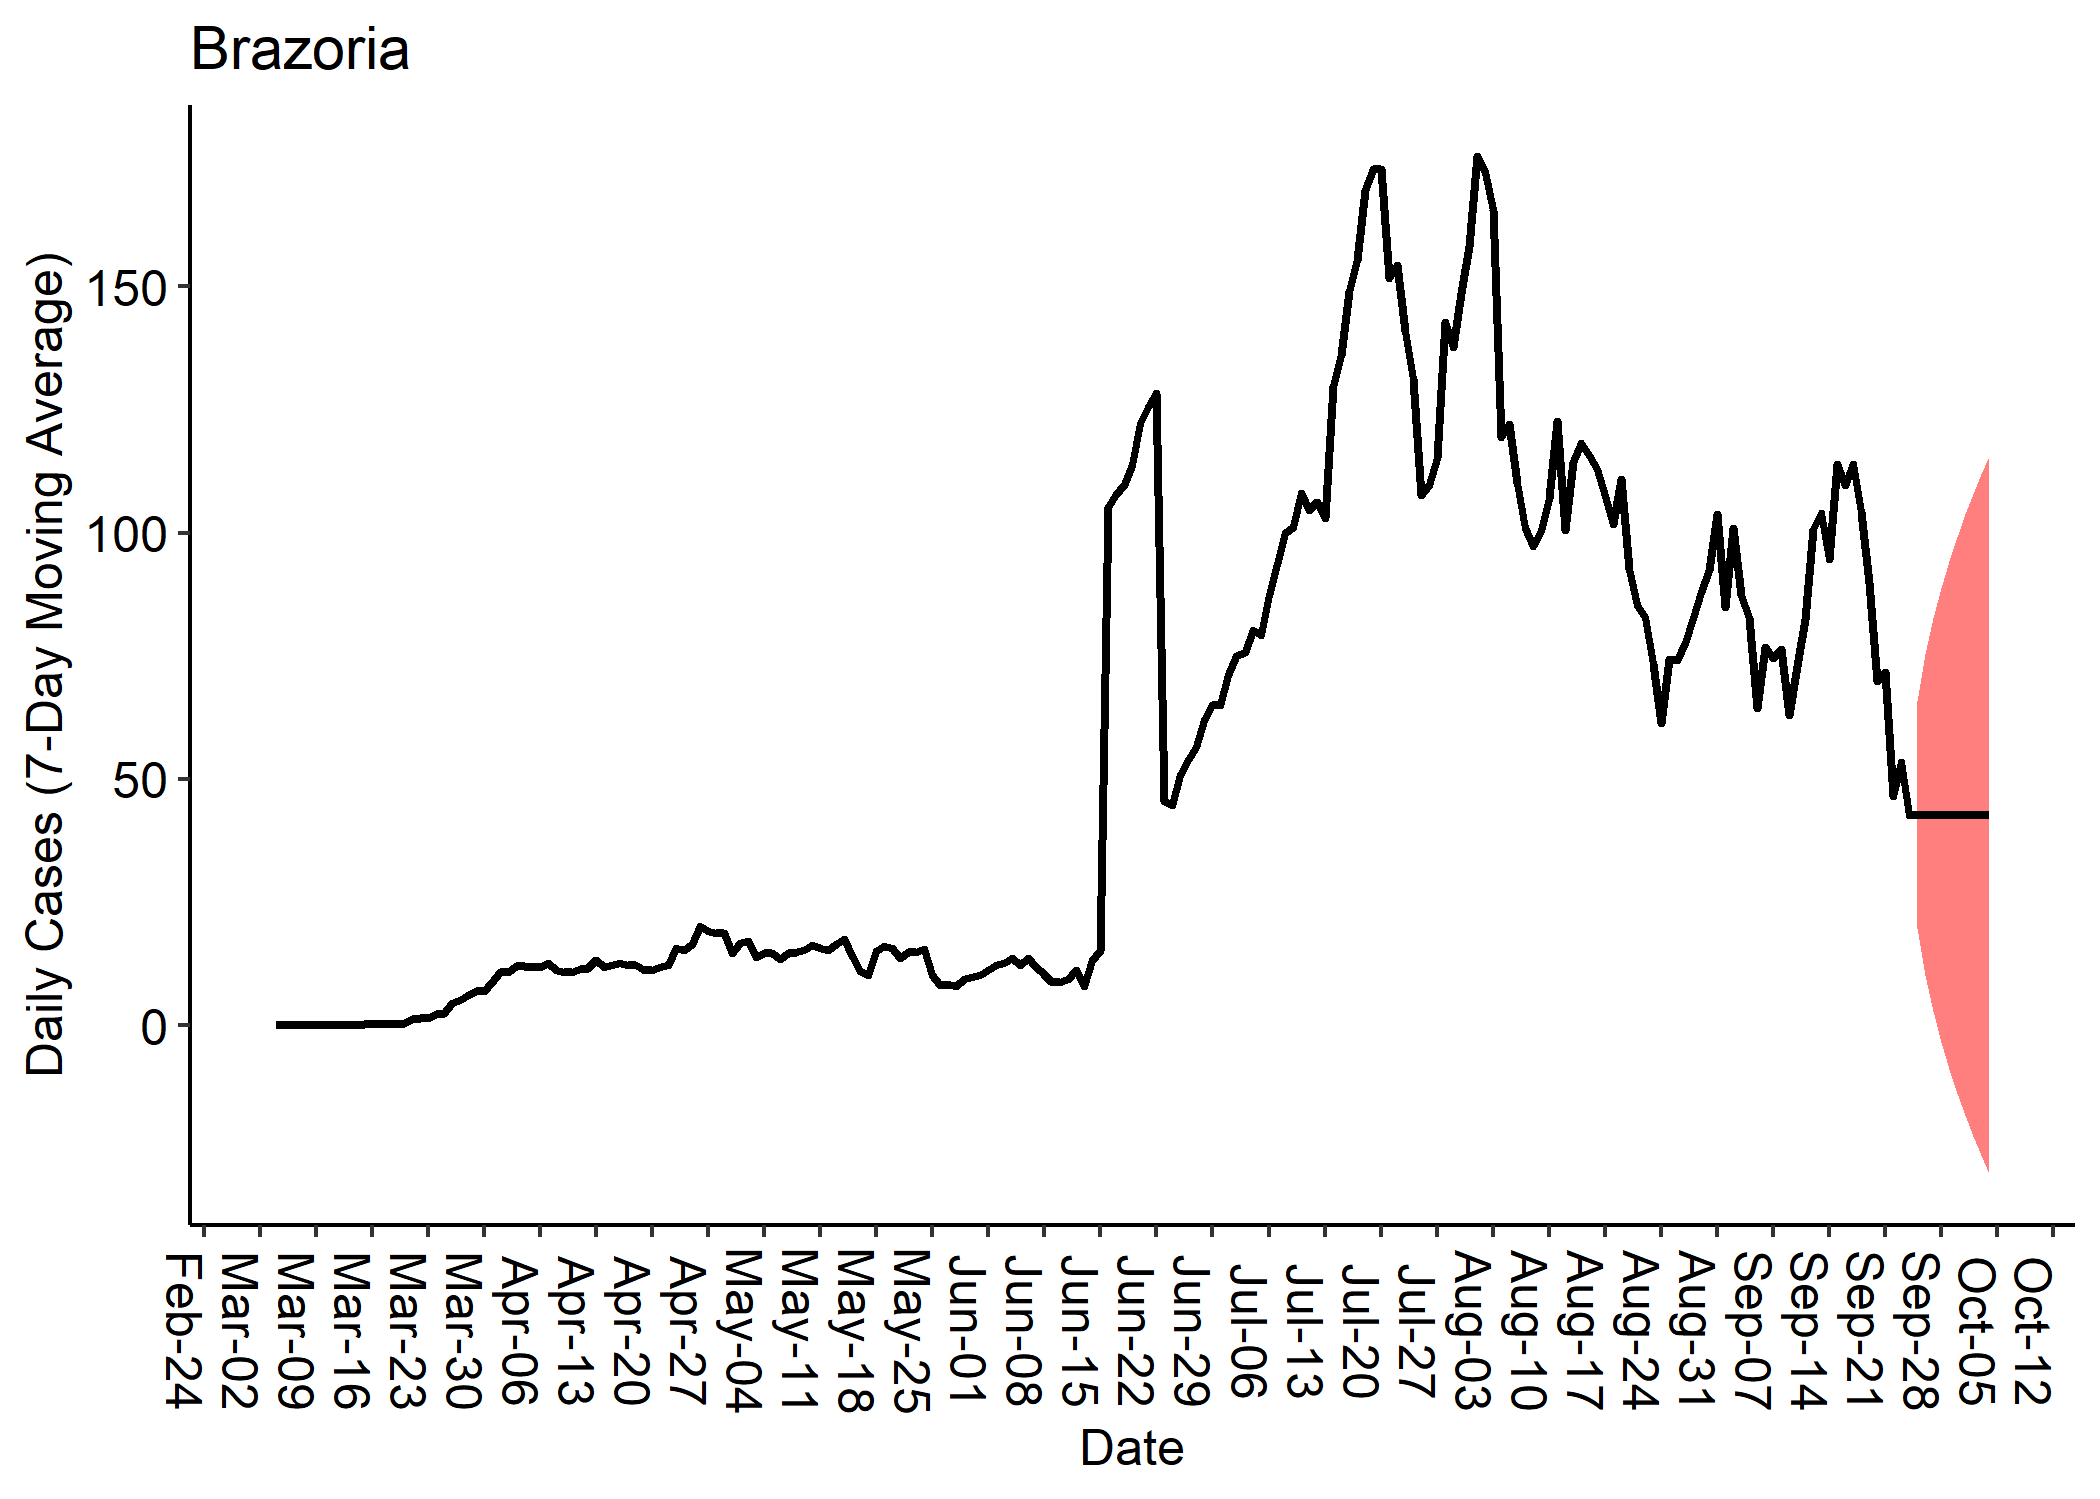 Brazoria
Daily Cases (7-Day Moving Average)
150
100
50
0
Feb-24
Mar-02
Mar-09
Mar-16
Mar-23
Mar-30
Apr-06
Apr-13
Apr-20
Apr-27
May-04
May-11
May-18
May-25
Jun-01
Jun-08
Jun-15
Jun-22
Jun-29
Jul-06
Jul-13
Jul-20
Jul-27
Aug-03
Aug-10
Aug-17
Aug-24
Aug-31
Sep-07
Sep-14
Sep-21
Sep-28
Oct-05
Oct-12
Date